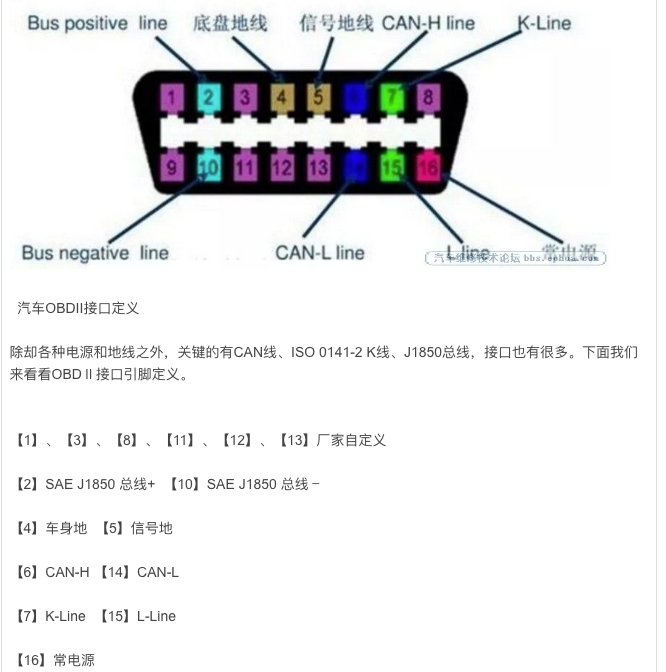 Bus positive line 底盘地线 信号地线 CAN-H line K-Line
1 2 3 4 5 6 7 8
9 10 11 12 13 14 15 16
Bus negative line CAN-L line L line 常电源
汽车维修技术论坛
汽车OBDII接口定义
除却各种电源和地线之外，关键的有CAN线、ISO 0141-2 K线、J1850总线，接口也有很多。下面我们
来看看OBD II 接口引脚定义。
【1】、【3】、【8】、【11】、【12】、【13】厂家自定义
【2】SAE J1850 总线+ 【10】SAE J1850 总线－
【4】车身地 【5】信号地
【6】CAN-H 【14】CAN-L
【7】K-Line 【15】L-Line
【16】常电源